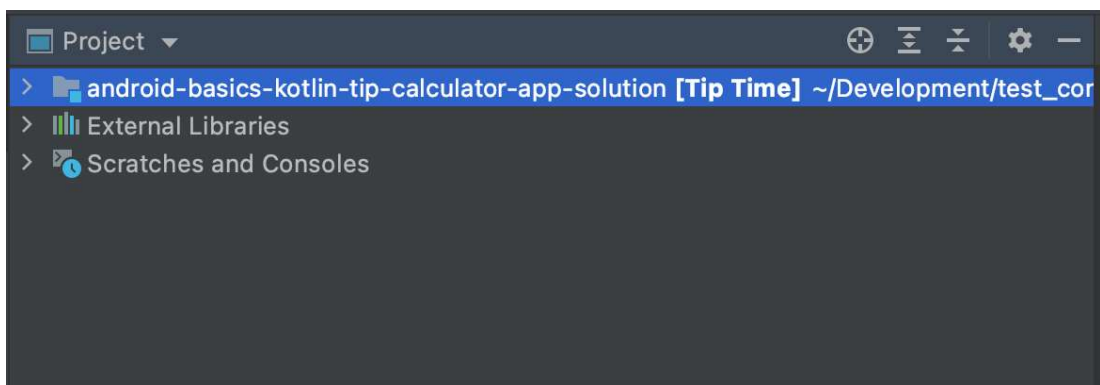 Project
android-basics-kotlin-tip-calculator-app-solution [Tip Time] ~/Development/test_cor
External Libraries
Scratches and Consoles